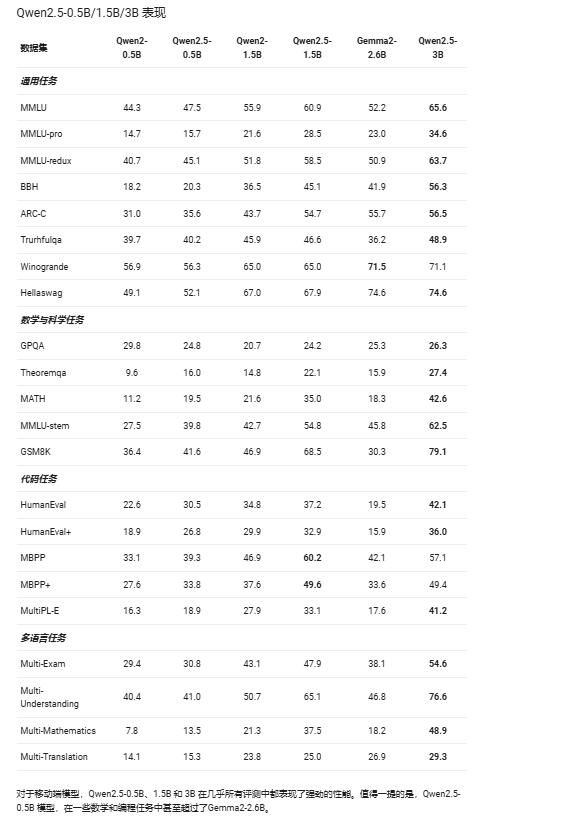 Qwen2.5-0.5B/1.5B/3B 表现
数据集 Qwen2-0.5B Qwen2.5-0.5B Qwen2-1.5B Qwen2.5-1.5B Gemma2-2.6B Qwen2.5-3B
通用任务
MMLU 44.3 47.5 55.9 60.9 52.2 65.6
MMLU-pro 14.7 15.7 21.6 28.5 23.0 34.6
MMLU-redux 40.7 45.1 51.8 58.5 50.9 63.7
BBH 18.2 20.3 36.5 45.1 41.9 56.3
ARC-C 31.0 35.6 43.7 54.7 55.7 56.5
Trurhfulqa 39.7 40.2 45.9 46.6 36.2 48.9
Winogrande 56.9 56.3 65.0 65.0 71.5 71.1
Hellaswag 49.1 52.1 67.0 67.9 74.6 74.6
数学与科学任务
GPQA 29.8 24.8 20.7 24.2 25.3 26.3
Theoremqa 9.6 16.0 14.8 22.1 15.9 27.4
MATH 11.2 19.5 21.6 35.0 18.3 42.6
MMLU-stem 27.5 39.8 42.7 54.8 45.8 62.5
GSM8K 36.4 41.6 46.9 68.5 30.3 79.1
代码任务
HumanEval 22.6 30.5 34.8 37.2 19.5 42.1
HumanEval+ 18.9 26.8 29.9 32.9 15.9 36.0
MBPP 33.1 39.3 46.9 60.2 42.1 57.1
MBPP+ 27.6 33.8 37.6 49.6 33.6 49.4
MultiPL-E 16.3 18.9 27.9 33.1 17.6 41.2
多语言任务
Multi-Exam 29.4 30.8 43.1 47.9 38.1 54.6
Multi-Understanding 40.4 41.0 50.7 65.1 46.8 76.6
Multi-Mathematics 7.8 13.5 21.3 37.5 18.2 48.9
Multi-Translation 14.1 15.3 23.8 25.0 26.9 29.3
对于移动端模型，Qwen2.5-0.5B、1.5B 和 3B 在几乎所有评测中都表现了强劲的性能。值得一提的是，Qwen2.5-
0.5B 模型，在一些数学和编程任务中甚至超过了Gemma2-2.6B。